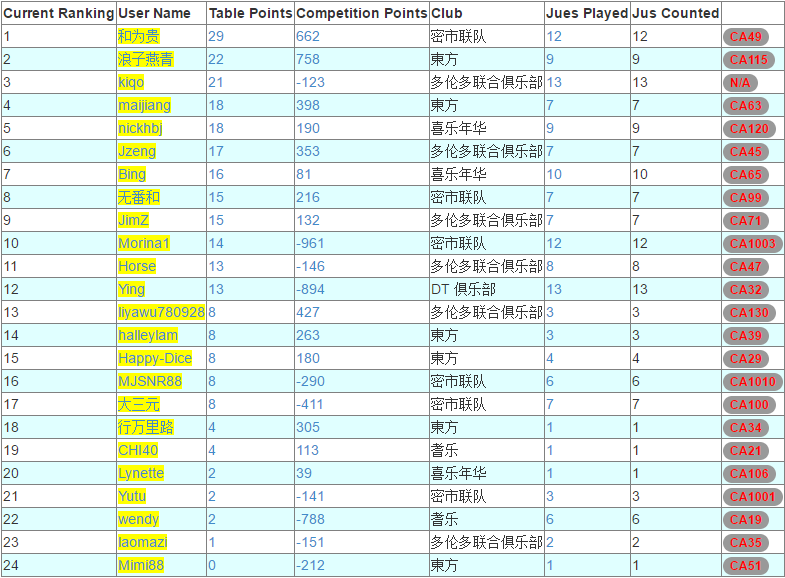 Current Ranking User Name Table Points Competition Points Club Jues Played Jus Counted
1 和为贵 29 662 密市联队 12 12 CA49
2 浪子燕青 22 758 東方 9 9 CA115
3 kiqo 21 -123 多伦多联合俱乐部 13 13 N/A
4 maijiang 18 398 東方 7 7 CA63
5 nickhbj 18 190 喜乐年华 9 9 CA120
6 Jzeng 17 353 多伦多联合俱乐部 7 7 CA45
7 Bing 16 81 喜乐年华 10 10 CA65
8 无番和 15 216 密市联队 7 7 CA99
9 JimZ 15 132 多伦多联合俱乐部 7 7 CA71
10 Morina1 14 -961 密市联队 12 12 CA1003
11 Horse 13 -146 多伦多联合俱乐部 8 8 CA47
12 Ying 13 -894 DT 俱乐部 13 13 CA32
13 liyawu780928 8 427 多伦多联合俱乐部 3 3 CA130
14 halleylam 8 263 東方 3 3 CA39
15 Happy-Dice 8 180 東方 4 4 CA29
16 MJSNR88 8 -290 密市联队 6 6 CA1010
17 大三元 8 -411 密市联队 7 7 CA100
18 行万里路 4 305 東方 1 1 CA34
19 CHI40 4 113 耆乐 1 1 CA21
20 Lynette 2 39 喜乐年华 1 1 CA106
21 Yutu 2 -141 密市联队 3 3 CA1001
22 wendy 2 -788 耆乐 6 6 CA19
23 laomazi 1 -151 多伦多联合俱乐部 2 2 CA35
24 Mimi88 0 -212 東方 1 1 CA51